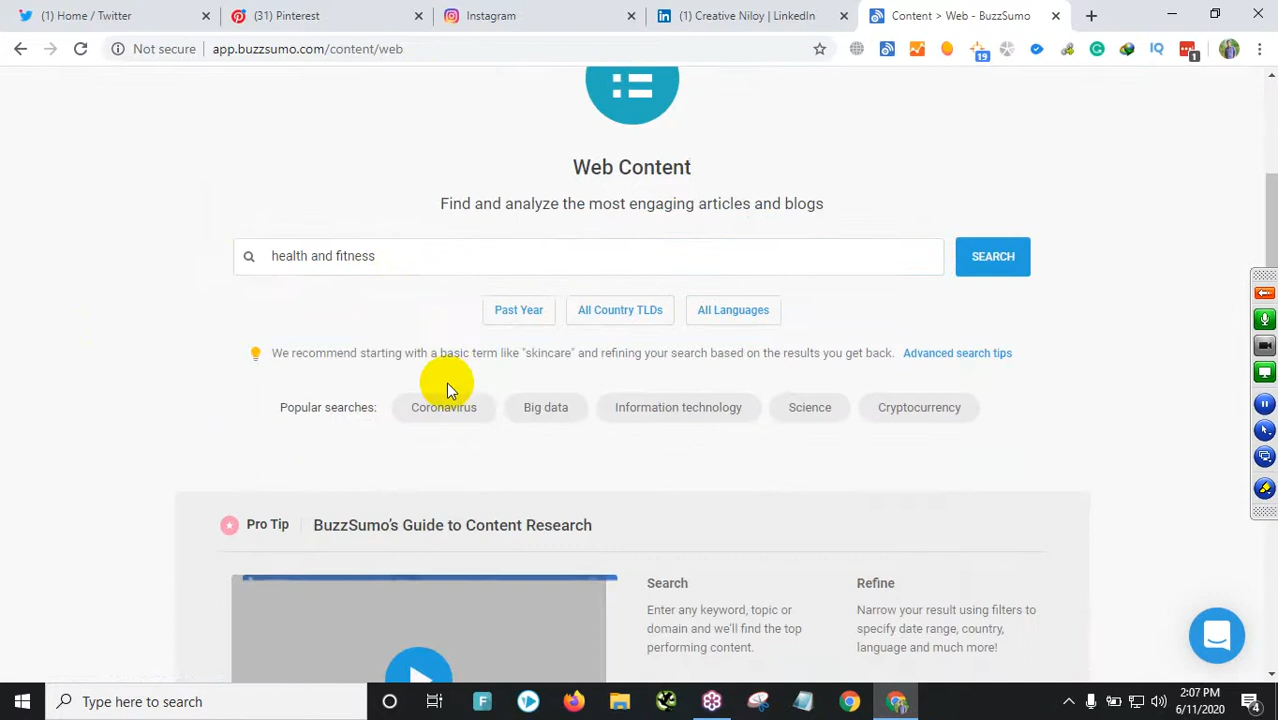 (1) Home / Twitter
(31) Pinterest
Instagram
(1) Creative Niloy | LinkedIn
Content > Web - BuzzSumo
Not secure
app.buzzsumo.com/content/web
19
IQ
1
Web Content
Find and analyze the most engaging articles and blogs
health and fitness
SEARCH
Past Year
All Country TLDs
All Languages
We recommend starting with a basic term like "skincare" and refining your search based on the results you get back.
Advanced search tips
Popular searches:
Coronavirus
Big data
Information technology
Science
Cryptocurrency
Pro Tip
BuzzSumo's Guide to Content Research
Search
Refine
Enter any keyword, topic or
domain and we'll find the top
performing content.
Narrow your result using filters to
specify date range, country,
language and much more!
Type here to search
F
2:07 PM
6/11/2020
4